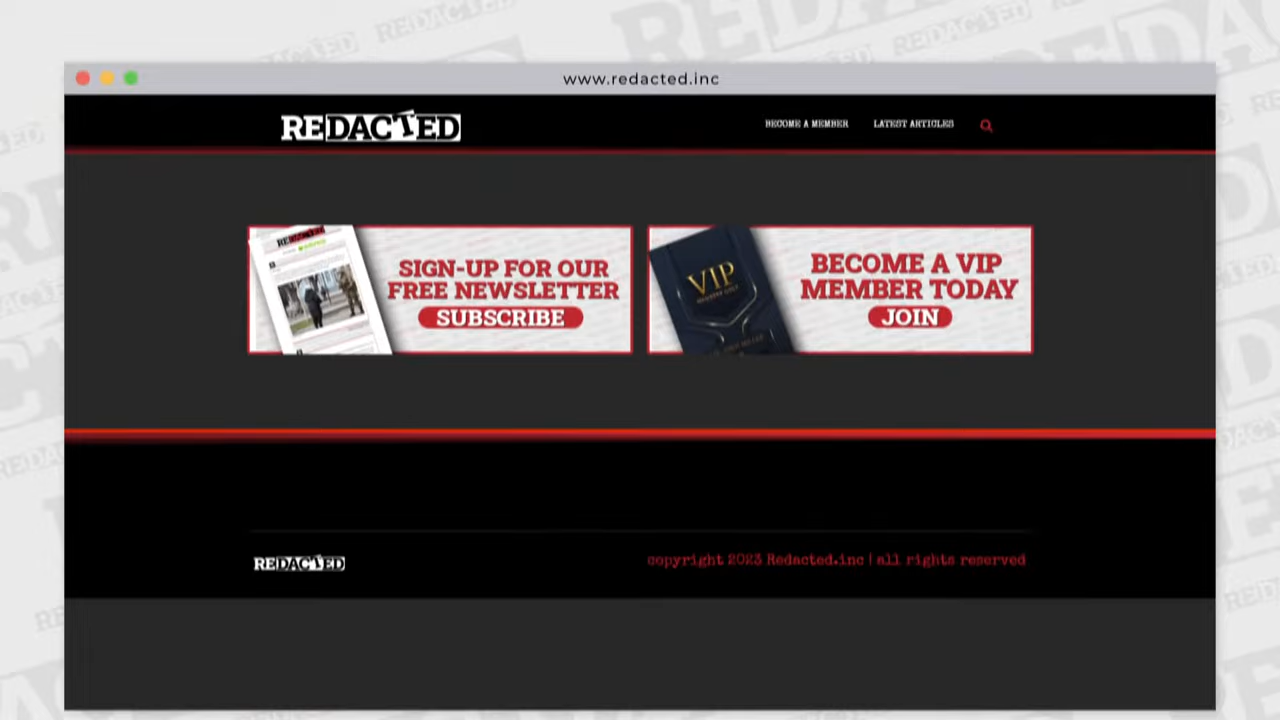 www.redacted.inc
REDACTED
BECOME A MEMBER
LATEST ARTICLES
REDACTED
SIGN-UP FOR OUR
FREE NEWSLETTER
SUBSCRIBE
VIP
BECOME A VIP
MEMBER TODAY
JOIN
REDACTED
copyright 2023 Redacted.inc | all rights reserved